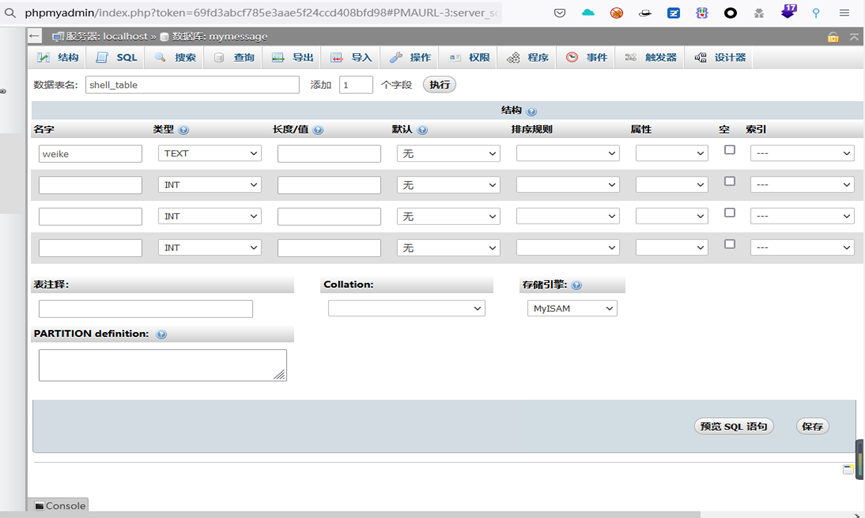 phpmyadmin/index.php?token=69fd3abcf785e3aae5f24ccd408bfd98#PMAURL-3:server_sc
17
服务器: localhost » 数据库: mymessage
结构 SQL 搜索 查询 导出 导入 操作 权限 程序 事件 触发器 设计器
数据表名: shell_table 添加 1 个字段 执行
结构
名字 类型 长度/值 默认 排序规则 属性 空 索引
weike TEXT 无 ---
INT 无 ---
INT 无 ---
INT 无 ---
表注释: Collation: 存储引擎:
MyISAM
PARTITION definition:
预览 SQL 语句 保存
Console